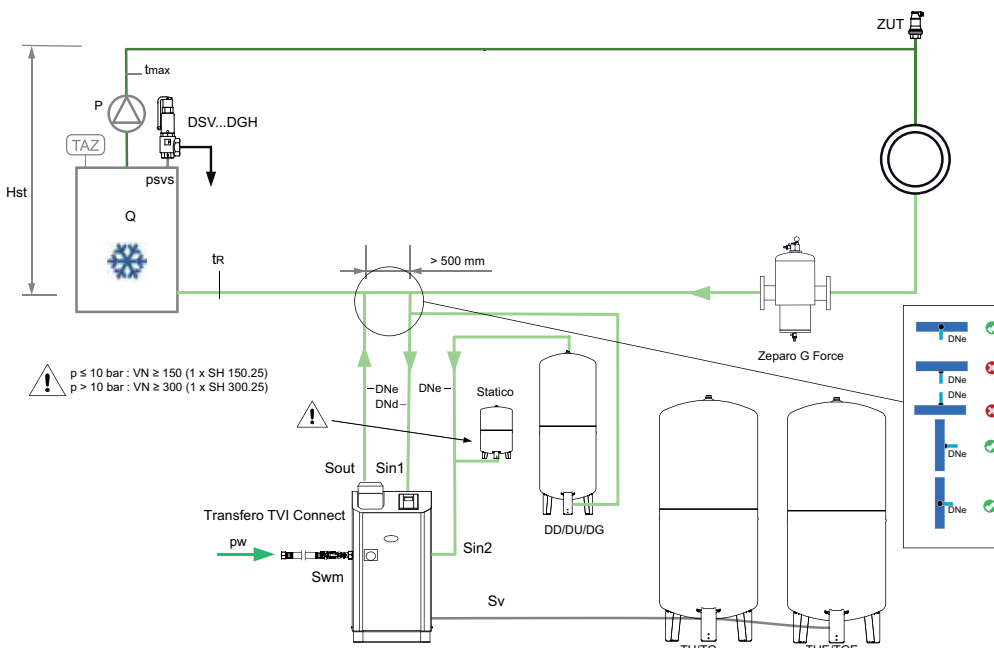 ZUT
tmax
P
DSV...DGH
TAZ
psvs
Hst
Q
tR
> 500 mm
Zeparo G Force
DNe
DNe
DNe
DNe
DNe
p ≤ 10 bar : VN ≥ 150 (1 x SH 150.25)
p > 10 bar : VN ≥ 300 (1 x SH 300.25)
DNe
DNd
DNe
Statico
Sout
Sin1
DD/DU/DG
Transfero TVI Connect
pw
Sin2
Swm
Sv